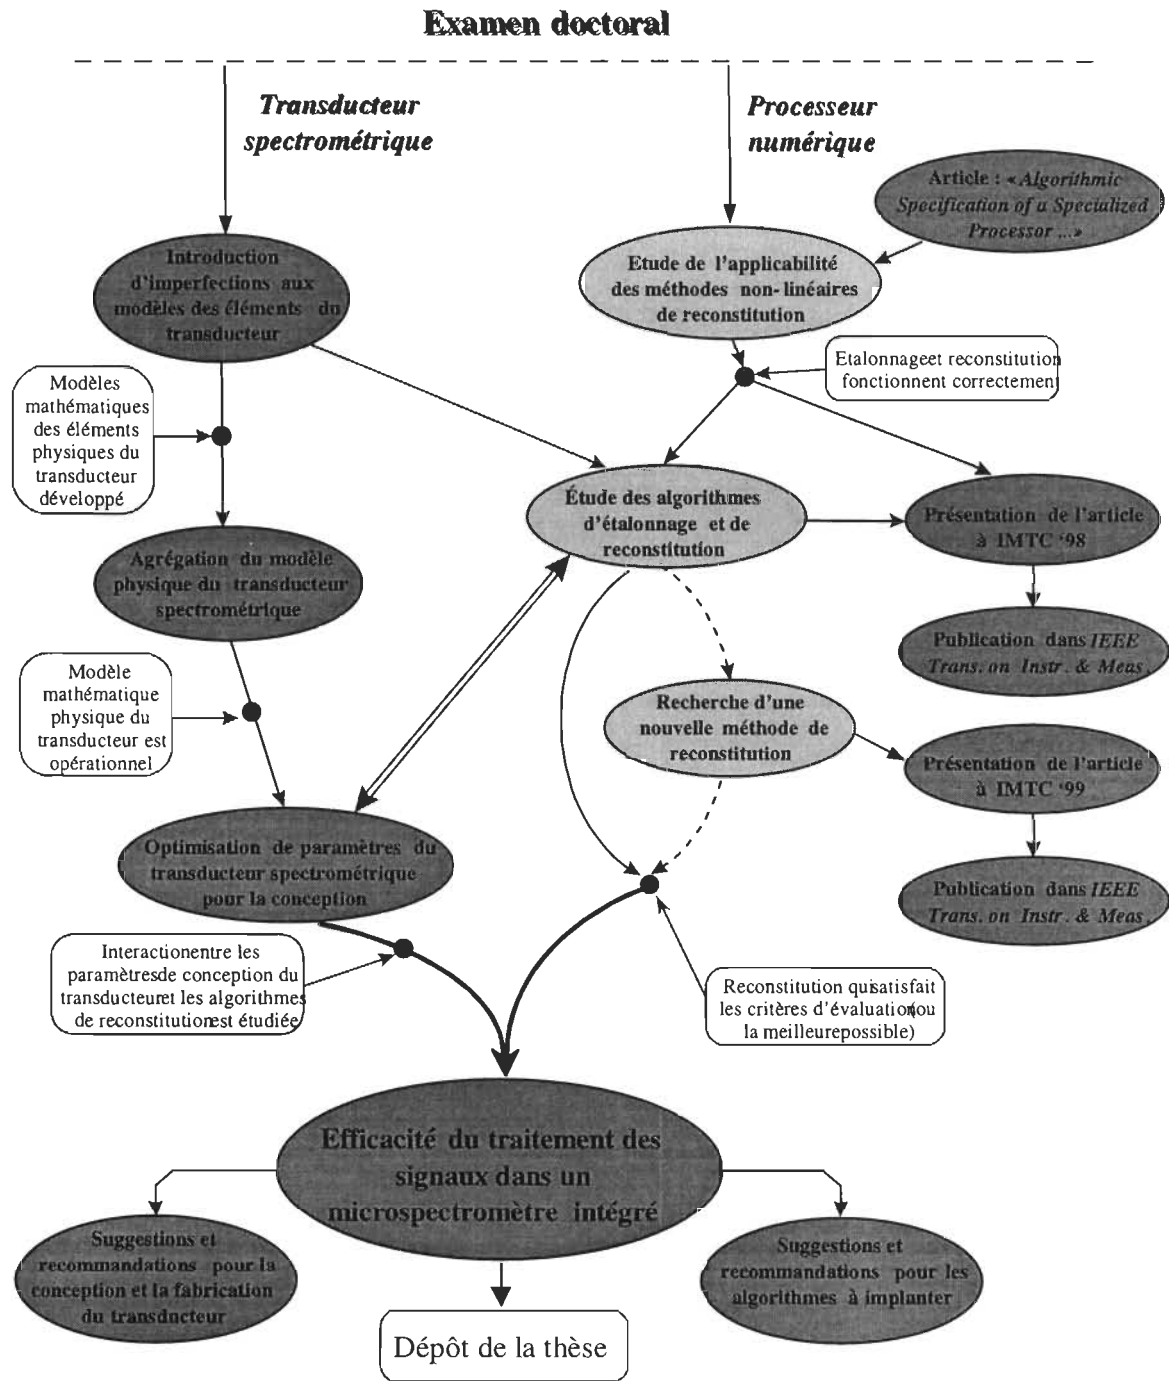 Examen doctoral
Transducteur
spectrométrique
Processeur
numérique
Article : «Algorithmic
Specification of a Specialized
Processor ...»
Introduction
d'imperfections aux
modèles des éléments du
transducteur
Etude de l'applicabilité
des méthodes non-linéaires
de reconstitution
Etalonnageet reconstitution
fonctionnent correctement
Modèles
mathématiques
des éléments
physiques du
transducteur
développé
Étude des algorithmes
d'étalonnage et de
reconstitution
Présentation de l'article
à IMTC '98
Agrégation du modèle
physique du transducteur
spectrométrique
Publication dans IEEE
Trans. on Instr. & Meas.
Modèle
mathématique
physique du
transducteur est
opérationnel
Recherche d'une
nouvelle méthode de
reconstitution
Présentation de l'article
à IMTC '99
Optimisation de paramètres du
transducteur spectrométrique
pour la conception
Publication dans IEEE
Trans. on Instr. & Meas.
Interactionentre les
paramètresde conception du
transducteuret les algorithmes
de reconstitutionest étudiée
Reconstitution quisatisfait
les critères d'évaluation(ou
la meilleurepossible)
Efficacité du traitement des
signaux dans un
microspectromètre intégré
Suggestions et
recommandations pour la
conception et la fabrication
du transducteur
Suggestions et
recommandations pour les
algorithmes à implanter
Dépôt de la thèse